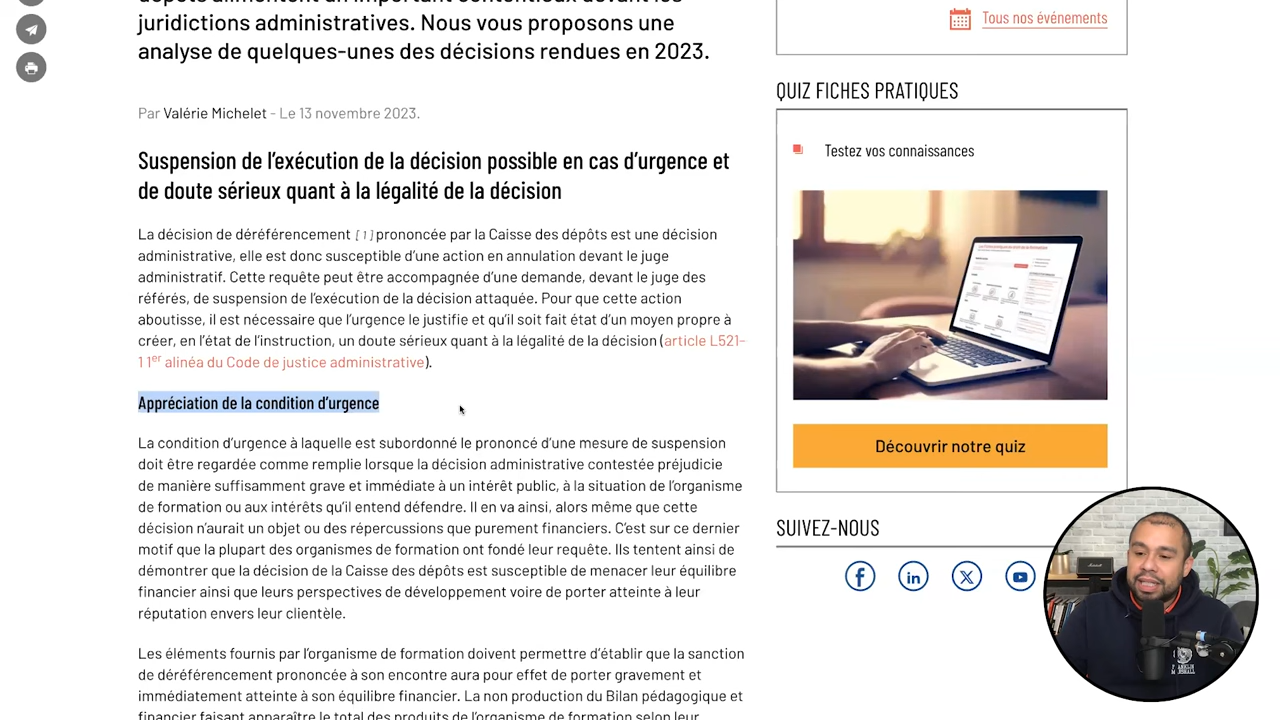 dépôts alimentent un important contentieux devant les
juridictions administratives. Nous vous proposons une
analyse de quelques-unes des décisions rendues en 2023.
Par Valérie Michelet - Le 13 novembre 2023.
Suspension de l'exécution de la décision possible en cas d'urgence et
de doute sérieux quant à la légalité de la décision
La décision de déréférencement [1] prononcée par la Caisse des dépôts est une décision
administrative, elle est donc susceptible d'une action en annulation devant le juge
administratif. Cette requête peut être accompagnée d'une demande, devant le juge des
référés, de suspension de l'exécution de la décision attaquée. Pour que cette action
aboutisse, il est nécessaire que l'urgence le justifie et qu'il soit fait état d'un moyen propre à
créer, en l'état de l'instruction, un doute sérieux quant à la légalité de la décision (article L521-
1 1er alinéa du Code de justice administrative).
Appréciation de la condition d'urgence
La condition d'urgence à laquelle est subordonné le prononcé d'une mesure de suspension
doit être regardée comme remplie lorsque la décision administrative contestée préjudicie
de manière suffisamment grave et immédiate à un intérêt public, à la situation de l'organisme
de formation ou aux intérêts qu'il entend défendre. Il en va ainsi, alors même que cette
décision n'aurait un objet ou des répercussions que purement financiers. C'est sur ce dernier
motif que la plupart des organismes de formation ont fondé leur requête. Ils tentent ainsi de
démontrer que la décision de la Caisse des dépôts est susceptible de menacer leur équilibre
financier ainsi que leurs perspectives de développement voire de porter atteinte à leur
réputation envers leur clientèle.
Les éléments fournis par l'organisme de formation doivent permettre d'établir que la sanction
de déréférencement prononcée à son encontre aura pour effet de porter gravement et
immédiatement atteinte à son équilibre financier. La non production du Bilan pédagogique et
financier faisant apparaître le total des produits de l'organisme de formation selon leur
Tous nos événements
QUIZ FICHES PRATIQUES
Testez vos connaissances
Découvrir notre quiz
SUIVEZ-NOUS